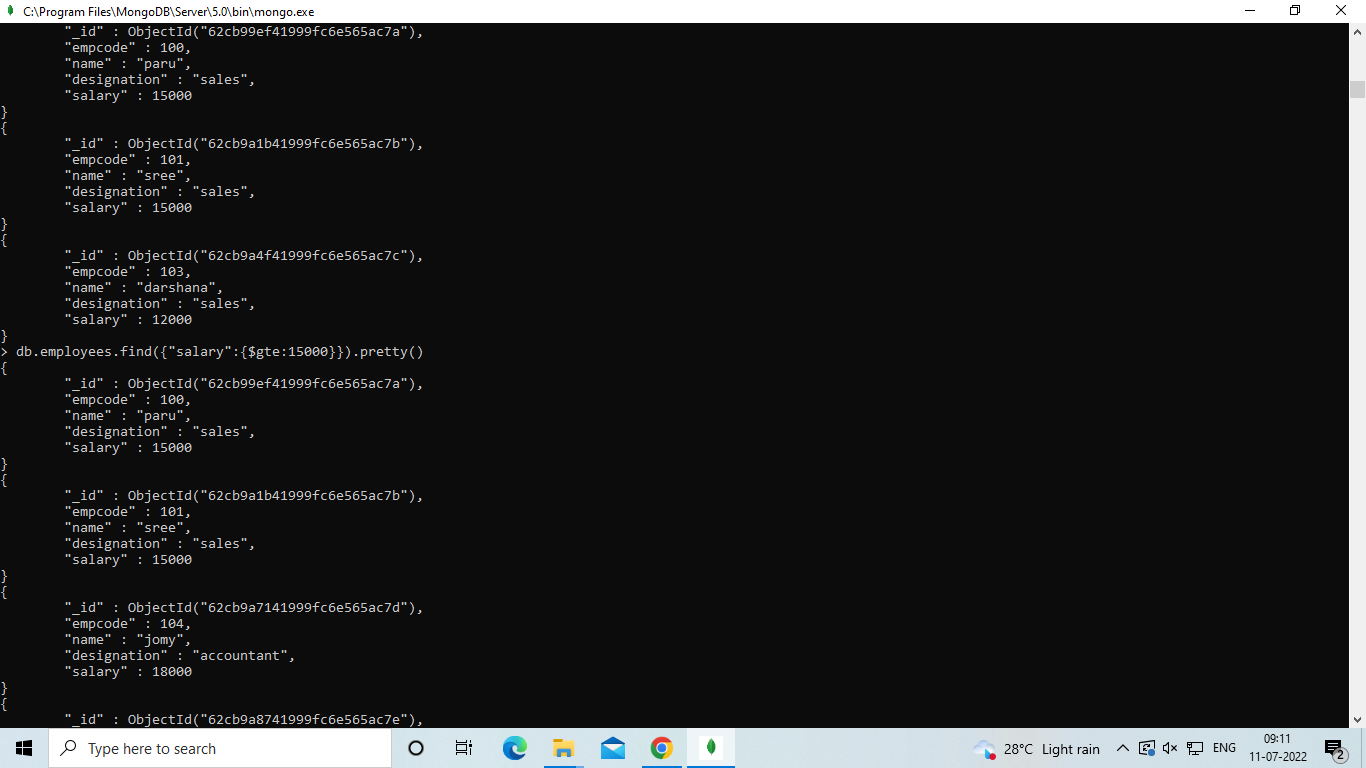 C:\Program Files\MongoDB\Server\5.0\bin\mongo.exe
"_id" : ObjectId("62cb99ef41999fc6e565ac7a"),
"empcode" : 100,
"name" : "paru",
"designation" : "sales",
"salary" : 15000
}
{
"_id" : ObjectId("62cb9a1b41999fc6e565ac7b"),
"empcode" : 101,
"name" : "sree",
"designation" : "sales",
"salary" : 15000
}
{
"_id" : ObjectId("62cb9a4f41999fc6e565ac7c"),
"empcode" : 103,
"name" : "darshana",
"designation" : "sales",
"salary" : 12000
}
> db.employees.find({"salary":{$gte:15000}}).pretty()
{
"_id" : ObjectId("62cb99ef41999fc6e565ac7a"),
"empcode" : 100,
"name" : "paru",
"designation" : "sales",
"salary" : 15000
}
{
"_id" : ObjectId("62cb9a1b41999fc6e565ac7b"),
"empcode" : 101,
"name" : "sree",
"designation" : "sales",
"salary" : 15000
}
{
"_id" : ObjectId("62cb9a7141999fc6e565ac7d"),
"empcode" : 104,
"name" : "jomy",
"designation" : "accountant",
"salary" : 18000
}
{
"_id" : ObjectId("62cb9a8741999fc6e565ac7e"),
Type here to search
28°C Light rain
ENG
09:11
11-07-2022
2